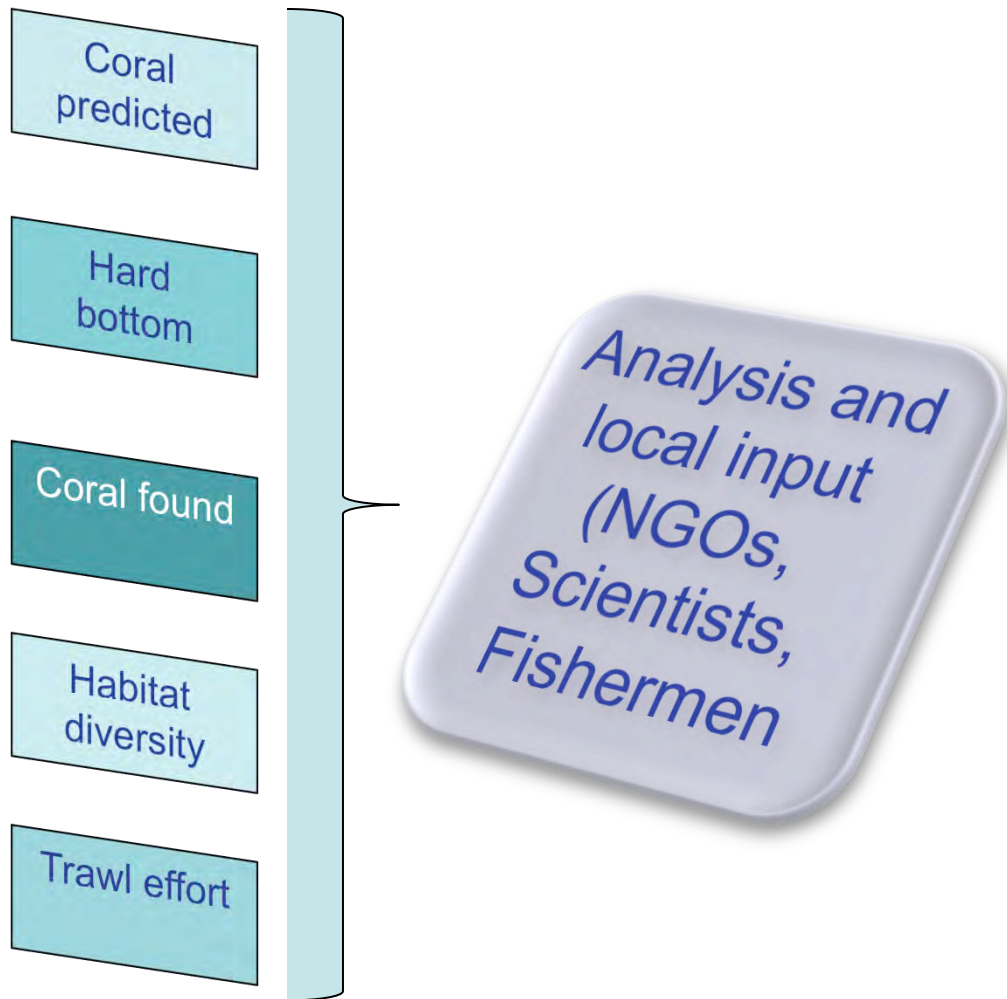 Coral
predicted
Hard
bottom
Coral found
Habitat
diversity
Trawl effort
Analysis and
local input
(NGOs,
Scientists,
Fishermen